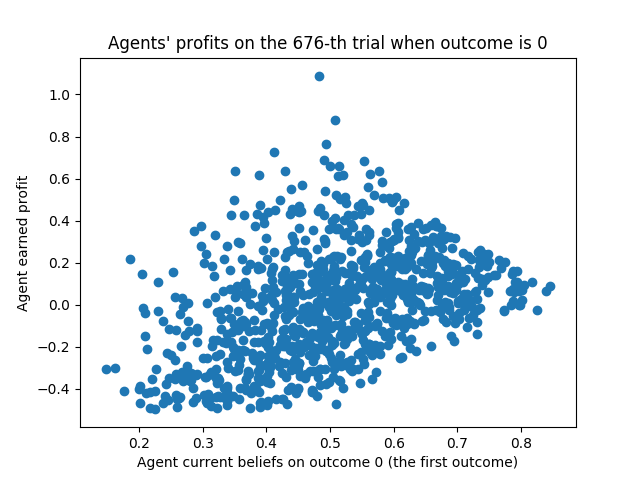 Agents' profits on the 676-th trial when outcome is 0
1.0
0.8
0.6
0.4
0.2
0.0
−0.2
−0.4
Agent earned profit
0.2 0.3 0.4 0.5 0.6 0.7 0.8
Agent current beliefs on outcome 0 (the first outcome)